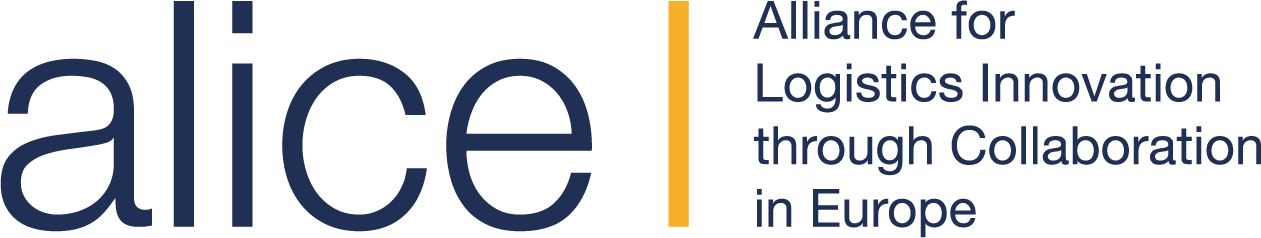 alice
Alliance for
Logistics Innovation
through Collaboration
in Europe